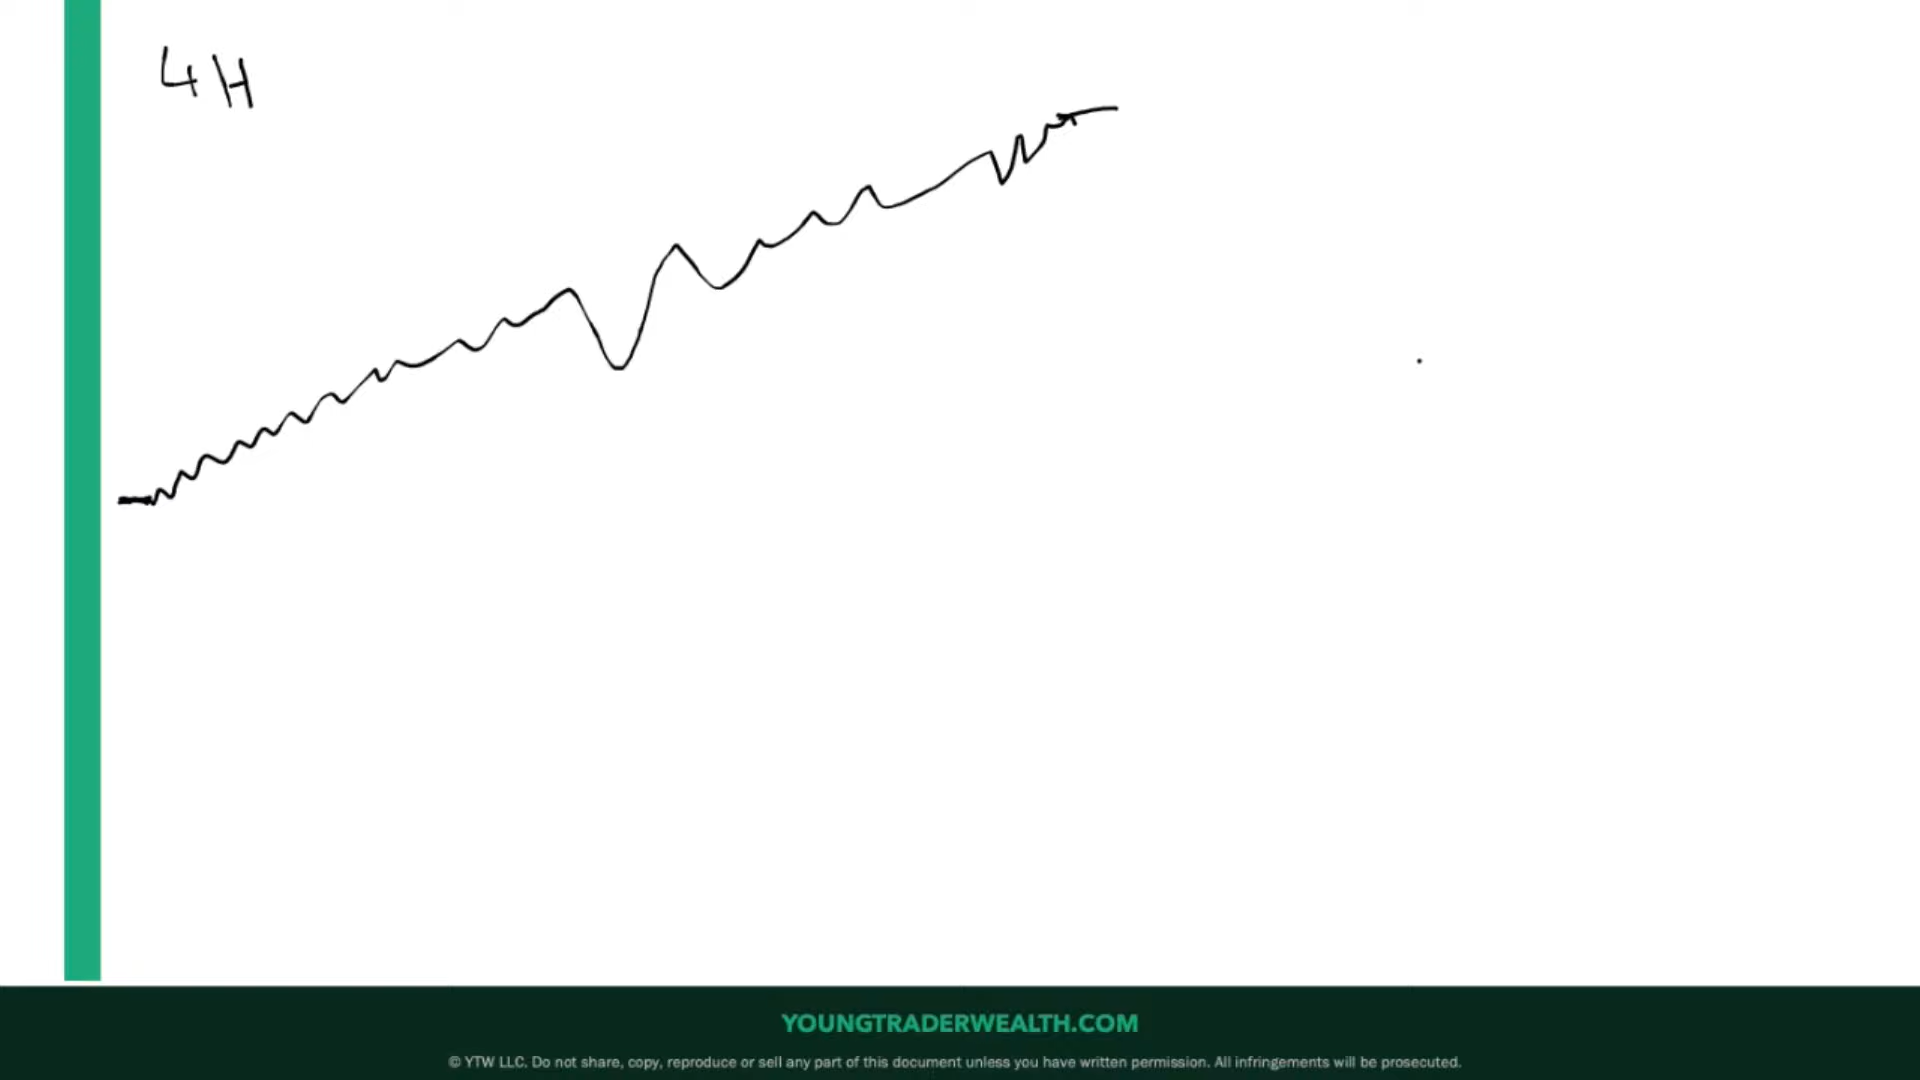 4H
YOUNGTRADERWEALTH.COM
© YTW LLC. Do not share, copy, reproduce or sell any part of this document unless you have written permission. All infringements will be prosecuted.